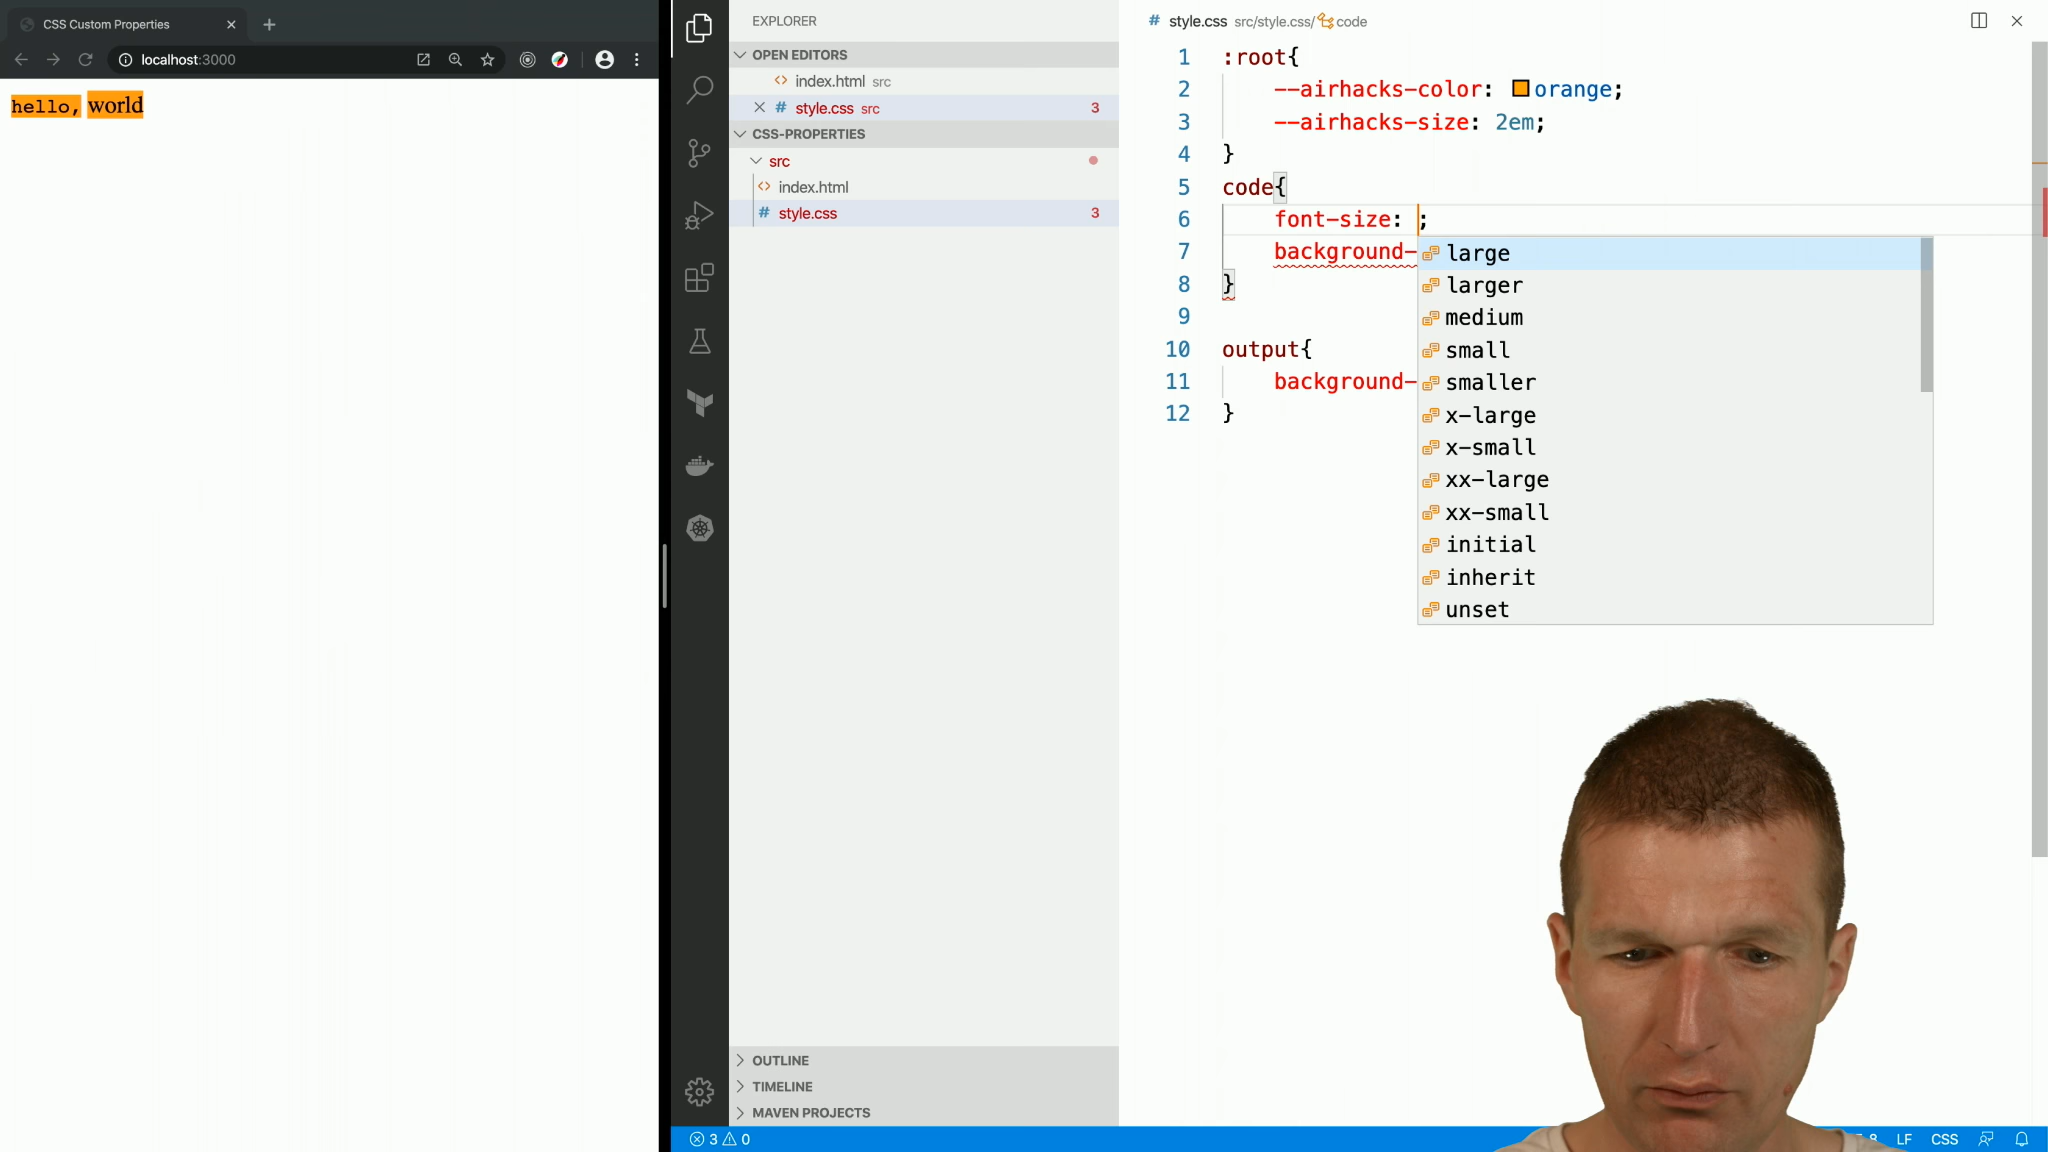 CSS Custom Properties
localhost:3000
hello, world
EXPLORER
OPEN EDITORS
index.html src
style.css src 3
CSS-PROPERTIES
src
index.html
style.css 3
OUTLINE
TIMELINE
MAVEN PROJECTS
# style.css src/style.css/ code
1 :root{
2 --airhacks-color: orange;
3 --airhacks-size: 2em;
4 }
5 code{
6 font-size: ;
7 background-
8 }
9
10 output{
11 background-
12 }
large
larger
medium
small
smaller
x-large
x-small
xx-large
xx-small
initial
inherit
unset
3 0
LF CSS